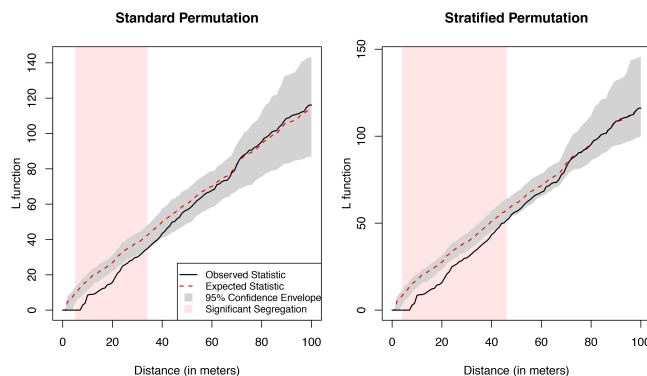 Standard Permutation
L function
0 20 40 60 80 100 120 140
0 20 40 60 80 100
Distance (in meters)
Observed Statistic
Expected Statistic
95% Confidence Envelope
Significant Segregation
Stratified Permutation
L function
0 50 100 150
0 20 40 60 80 100
Distance (in meters)